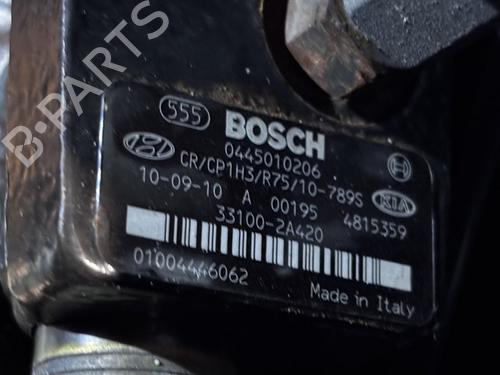 555 BOSCH
0445010206
CR/CP1H3/R75/10-789S
KIA
10-09-10 A 00195 4815359
33100-2A420
01004446062
Made in Italy
B-PARTS